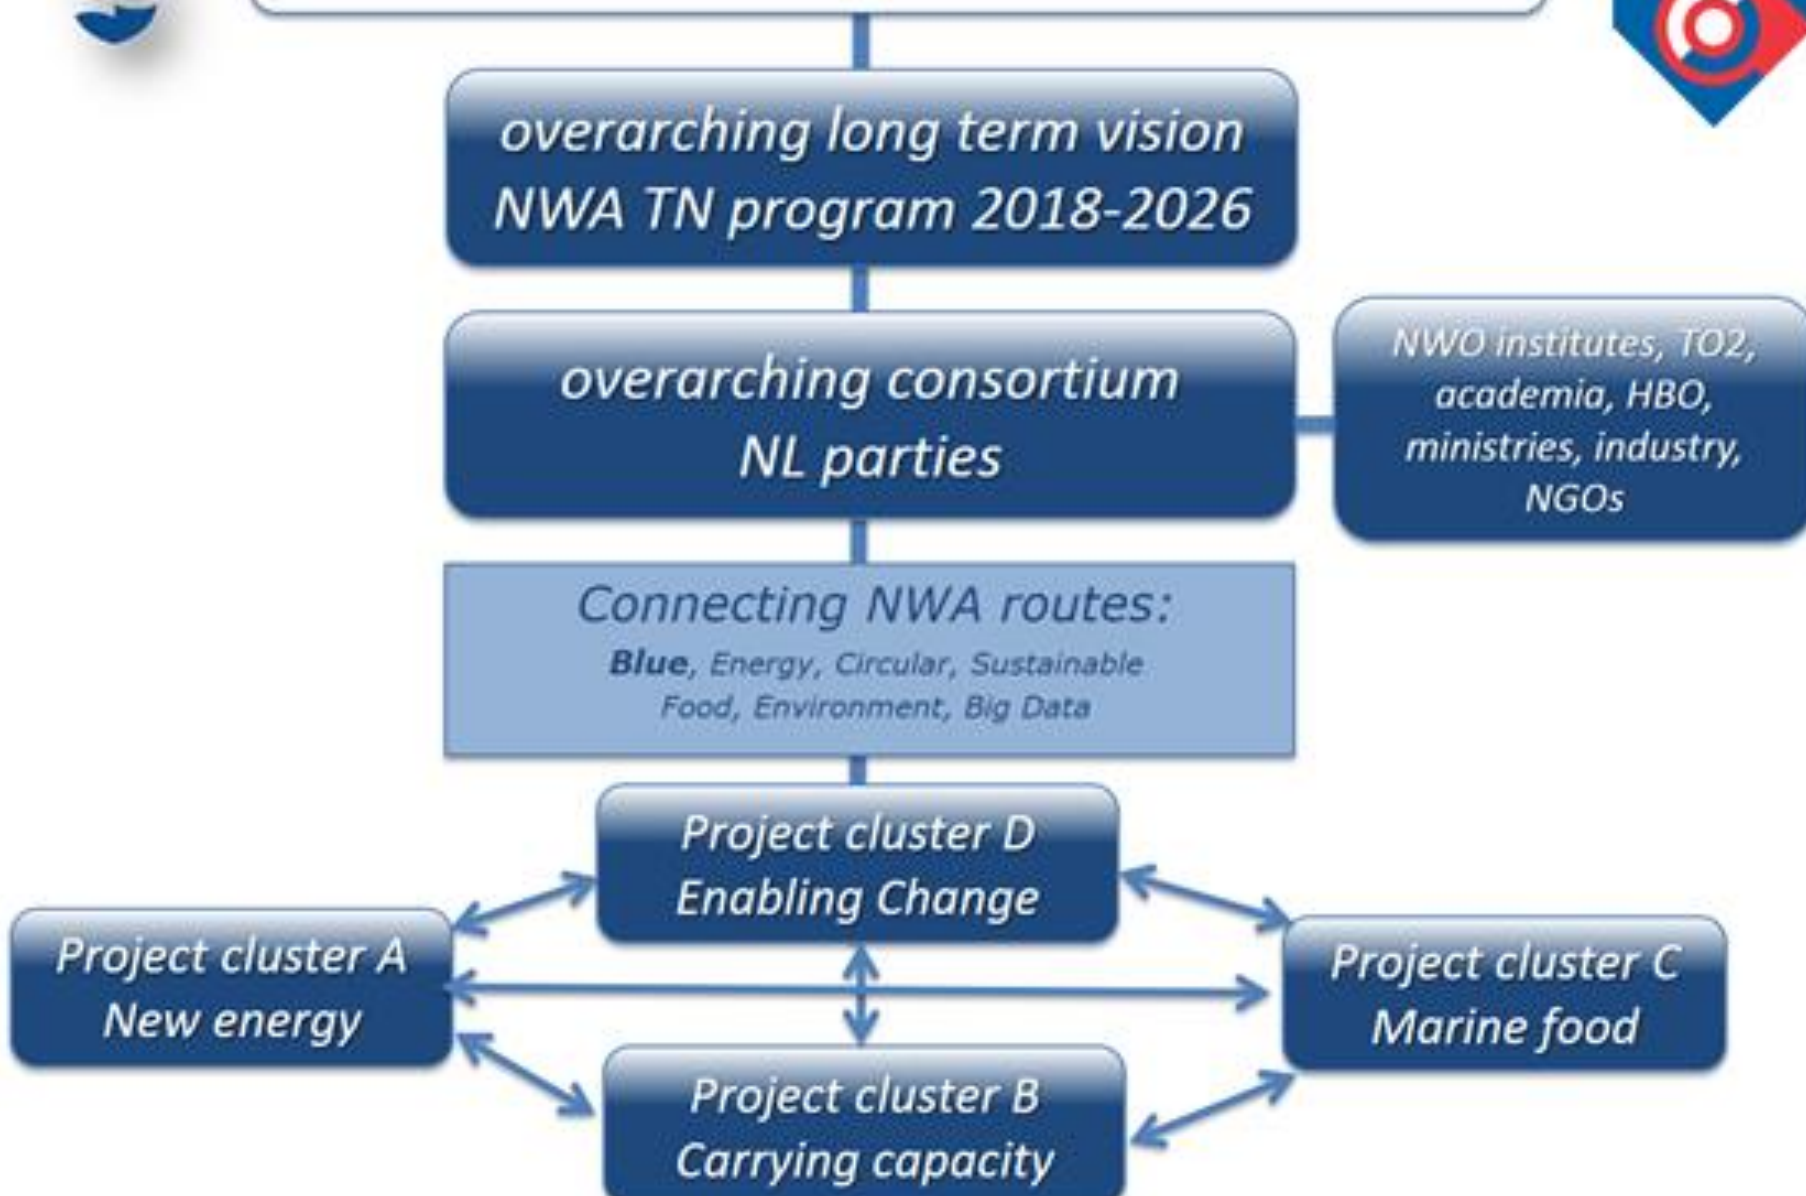 overarching long term vision
NWA TN program 2018-2026
overarching consortium
NL parties
NWO institutes, TO2,
academia, HBO,
ministries, industry,
NGOs
Connecting NWA routes:
Blue, Energy, Circular, Sustainable
Food, Environment, Big Data
Project cluster D
Enabling Change
Project cluster A
New energy
Project cluster C
Marine food
Project cluster B
Carrying capacity